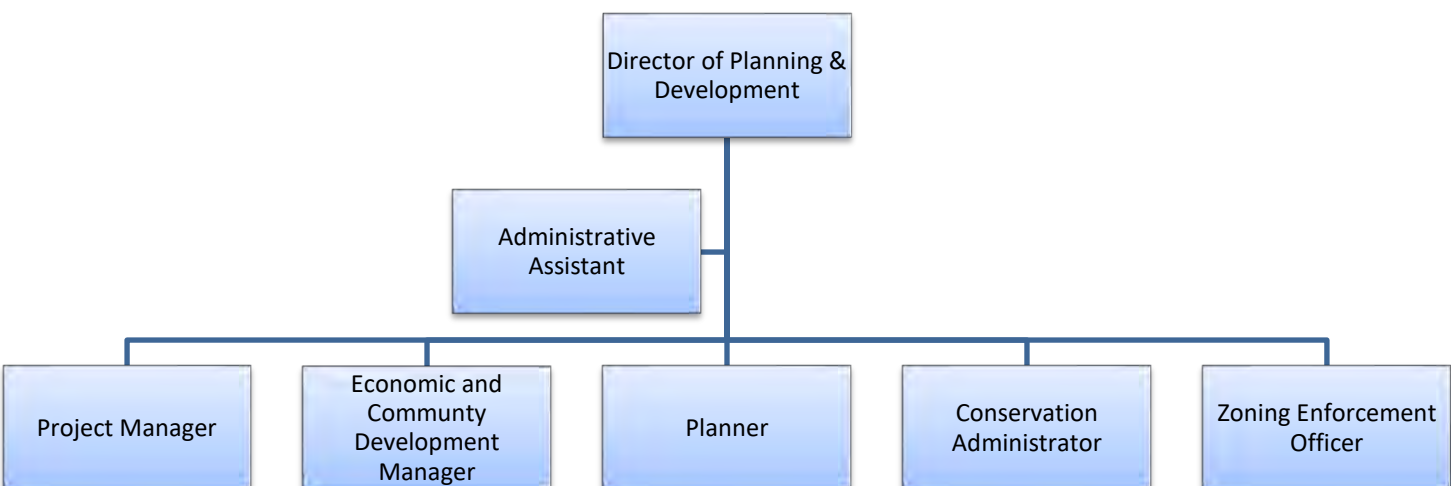 Director of Planning &
Development
Administrative
Assistant
Project Manager
Economic and
Communty
Development
Manager
Planner
Conservation
Administrator
Zoning Enforcement
Officer